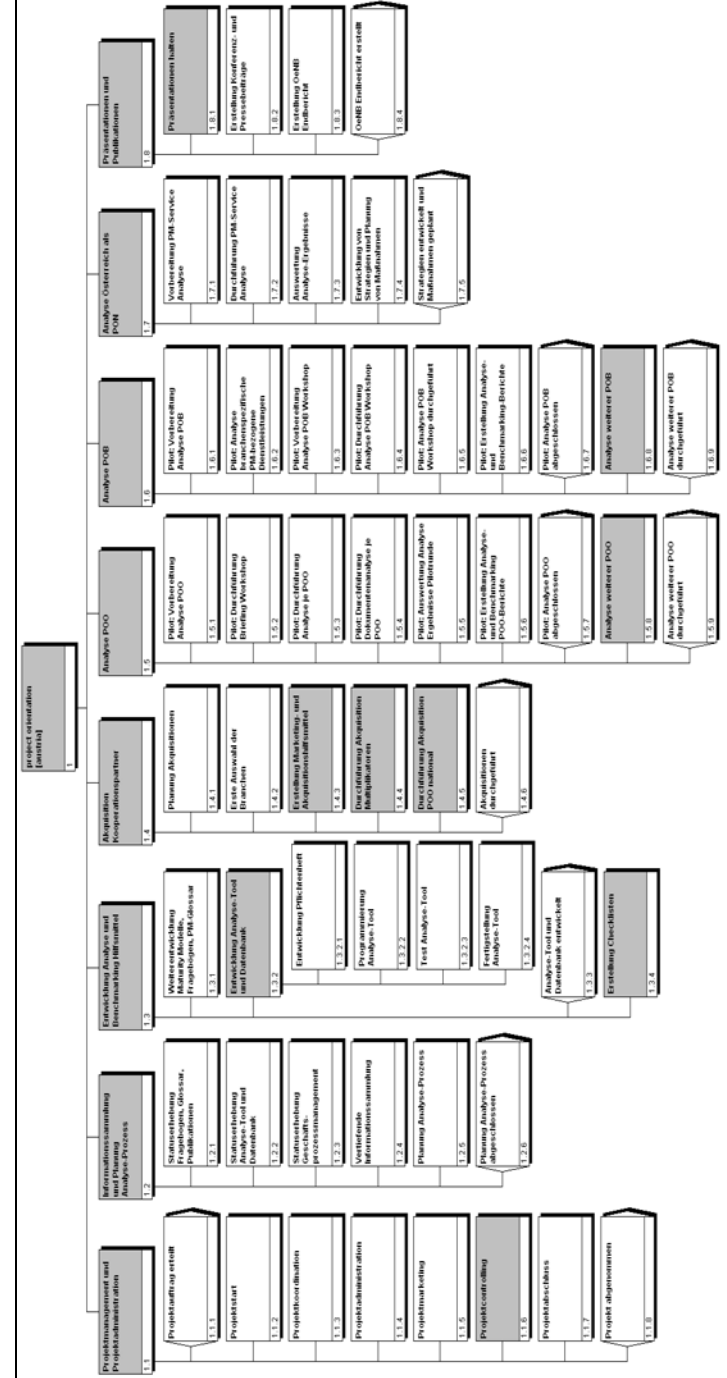 project orientation
[austria]
1
Projektmanagement und
Projektadministration
1.1
Projektauftrag erteilt
1.1.1
Projektstart
1.1.2
Projektkoordination
1.1.3
Projektadministration
1.1.4
Projektmarketing
1.1.5
Projektcontrolling
1.1.6
Projektabschluss
1.1.7
Projekt abgenommen
1.1.8
Informationssammlung
und Planung
Analyse-Prozess
1.2
Statuserhebung
Fragebogen, Glossar,
Publikationen
1.2.1
Statuserhebung
Analyse-Tool und
Datenbank
1.2.2
Statuserhebung
Geschäfts-
prozessmanagement
1.2.3
Vertiefende
Informationssammlung
1.2.4
Planung Analyse-Prozess
1.2.5
Planung Analyse-Prozess
abgeschlossen
1.2.6
Entwicklung Analyse und
Benchmarking Hilfsmittel
1.3
Weiterentwicklung
Maturity Modelle,
Fragebogen, PM-Glossar
1.3.1
Entwicklung Analyse-Tool
und Datenbank
1.3.2
Entwicklung Pflichtenheft
1.3.2.1
Programmierung
Analyse-Tool
1.3.2.2
Test Analyse-Tool
1.3.2.3
Fertigstellung
Analyse-Tool
1.3.2.4
Analyse-Tool und
Datenbank entwickelt
1.3.3
Erstellung Checklisten
1.3.4
Akquisition
Kooperationspartner
1.4
Planung Akquisitionen
1.4.1
Erste Auswahl der
Branchen
1.4.2
Erstellung Marketing- und
Akquisitionshilfsmittel
1.4.3
Durchführung Akquisition
Multiplikatoren
1.4.4
Durchführung Akquisition
POO national
1.4.5
Akquisitionen
durchgeführt
1.4.6
Analyse POO
1.5
Pilot: Vorbereitung
Analyse POO
1.5.1
Pilot: Durchführung
Briefing Workshop
1.5.2
Pilot: Durchführung
Analyse je POO
1.5.3
Pilot: Durchführung
Dokumentenanalyse je
POO
1.5.4
Pilot: Auswertung Analyse
Ergebnisse Pilotrunde
1.5.5
Pilot: Erstellung Analyse-
und Benchmarking
POO-Berichte
1.5.6
Pilot: Analyse POO
abgeschlossen
1.5.7
Analyse weiterer POO
1.5.8
Analyse weiterer POO
durchgeführt
1.5.9
Analyse POB
1.6
Pilot: Vorbereitung
Analyse POB
1.6.1
Pilot: Analyse
branchenspezifische
PM-bezogene
Dienstleistungen
1.6.2
Pilot: Vorbereitung
Analyse POB Workshop
1.6.3
Pilot: Durchführung
Analyse POB Workshop
1.6.4
Pilot: Analyse POB
Workshop durchgeführt
1.6.5
Pilot: Erstellung Analyse-
und
Benchmarking-Berichte
1.6.6
Pilot: Analyse POB
abgeschlossen
1.6.7
Analyse weiterer POB
1.6.8
Analyse weiterer POB
durchgeführt
1.6.9
Analyse Österreich als
PON
1.7
Vorbereitung PM-Service
Analyse
1.7.1
Durchführung PM-Service
Analyse
1.7.2
Auswertung
Analyse-Ergebnisse
1.7.3
Entwicklung von
Strategien und Planung
von Maßnahmen
1.7.4
Strategien entwickelt und
Maßnahmen geplant
1.7.5
Präsentationen und
Publikationen
1.8
Präsentationen halten
1.8.1
Erstellung Konferenz- und
Pressebeiträge
1.8.2
Erstellung OeNB
Endbericht
1.8.3
OeNB Endbericht erstellt
1.8.4